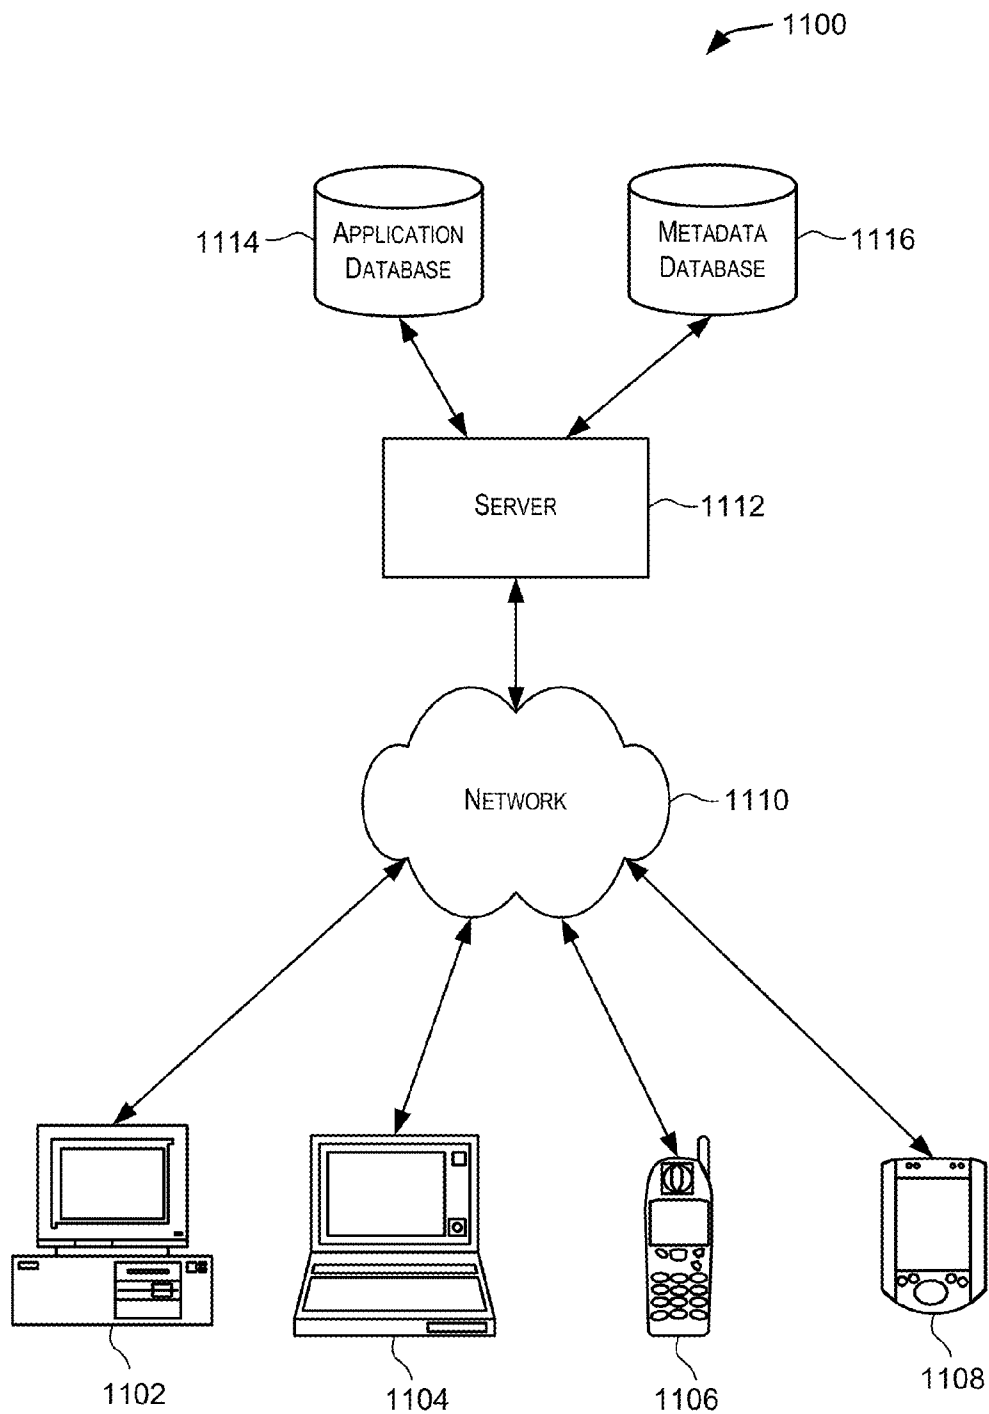 1100
1114
APPLICATION
DATABASE
METADATA
DATABASE
1116
SERVER
1112
NETWORK
1110
1102
1104
1106
1108